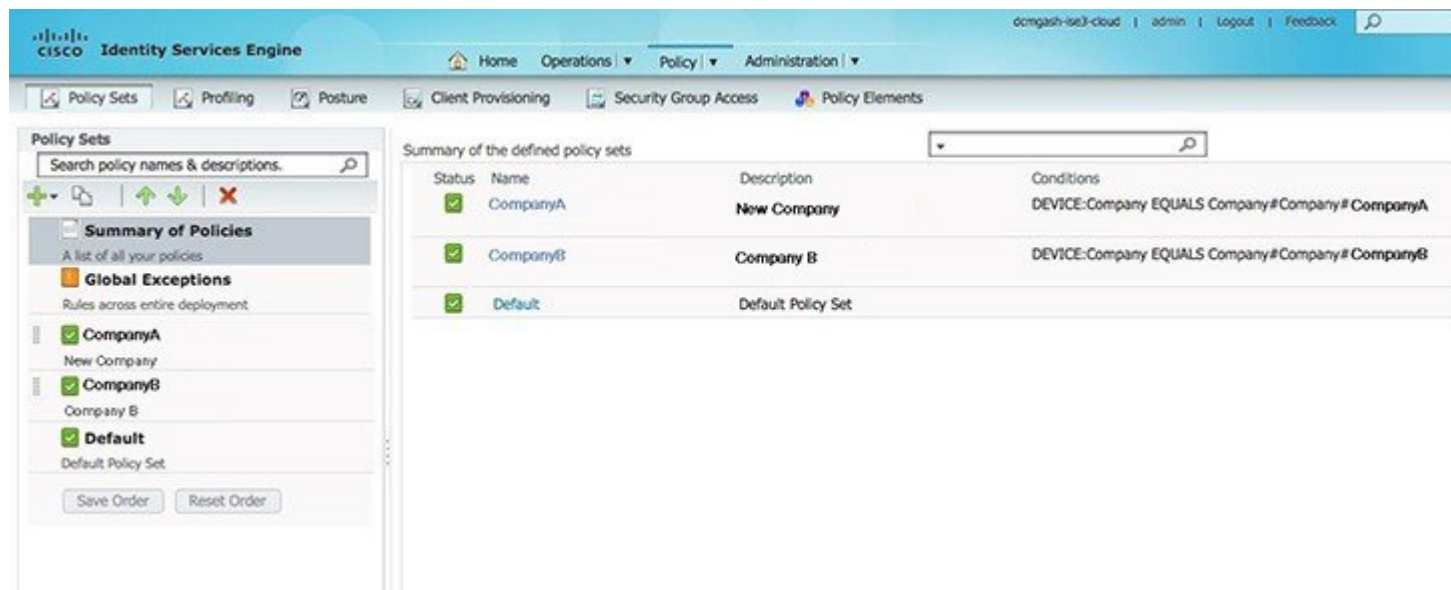 dcmgash-ise3-cloud | admin | Logout | Feedback
CISCO Identity Services Engine
Home Operations | Policy | Administration |
Policy Sets Profiling Posture Client Provisioning Security Group Access Policy Elements
Policy Sets
Search policy names & descriptions.
Summary of Policies
A list of all your policies
Global Exceptions
Rules across entire deployment
CompanyA
New Company
CompanyB
Company B
Default
Default Policy Set
Save Order Reset Order
Summary of the defined policy sets
Status Name Description Conditions
CompanyA New Company DEVICE:Company EQUALS Company#Company#CompanyA
CompanyB Company B DEVICE:Company EQUALS Company#Company#CompanyB
Default Default Policy Set